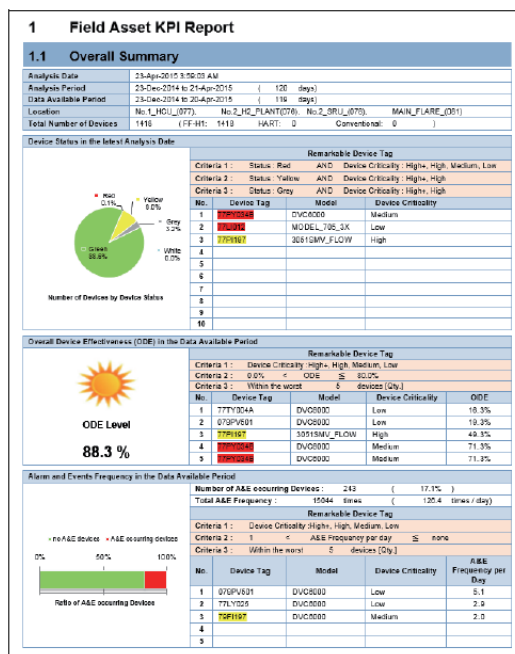 1 Field Asset KPI Report
1.1 Overall Summary
Analysis Date 23-Apr-2015 3:59:03 AM
Analysis Period 23-Dec-2014 to 21-Apr-2015 ( 120 days)
Data Available Period 23-Dec-2014 to 20-Apr-2015 ( 119 days)
Location No.1_HCU_(077), No.2_H2_PLANT(076), No.2_SRU_(078), MAIN_FLARE_(081)
Total Number of Devices 1418 (FF-H1: 1418 HART: 0 Conventional: 0 )
Device Status in the latest Analysis Date
Remarkable Device Tag
Criteria 1 : Status : Red AND Device Criticality : High+, High, Medium, Low
Criteria 2 : Status : Yellow AND Device Criticality : High+, High
Criteria 3 : Status : Grey AND Device Criticality : High+, High
No. Device Tag Model Device Criticality
1 DVC6000 Medium
2 MODEL_705_3X Low
3 77FI197 3051SMV_FLOW High
4
5
6
7
8
9
10
Red
0.1%
Yellow
Grey
White
0.0%
Green
Number of Devices by Device Status
Overall Device Effectiveness (ODE) in the Data Available Period
Remarkable Device Tag
Criteria 1 : Device Criticality : High+, High, Medium, Low
Criteria 2 : 0.0% < ODE ≦ 80.0%
Criteria 3 : Within the worst 5 devices [Qty.]
No. Device Tag Model Device Criticality OIDE
1 77TY004A DVC6000 Low 16.3%
2 078PV501 DVC6000 Low 19.3%
3 77FI197 3051SMV_FLOW High 49.3%
4 DVC6000 Medium 71.3%
5 DVC6000 Medium 71.3%
ODE Level
88.3 %
Alarm and Events Frequency in the Data Available Period
Number of A&E occurring Devices : 243 ( 17.1% )
Total A&E Frequency : 15044 times ( 126.4 times / day)
Remarkable Device Tag
Criteria 1 : Device Criticality : High+, High, Medium, Low
Criteria 2 : 1 < A&E Frequency per day ≦ none
Criteria 3 : Within the worst 5 devices [Qty.]
No. Device Tag Model Device Criticality A&E Frequency per Day
1 078PV501 DVC6000 Low 5.1
2 77LY026 DVC6000 Low 2.9
3 79FI197 DVC6000 Medium 2.0
4
5
no A&E devices A&E occurring devices
0% 50% 100%
Ratio of A&E occurring Devices